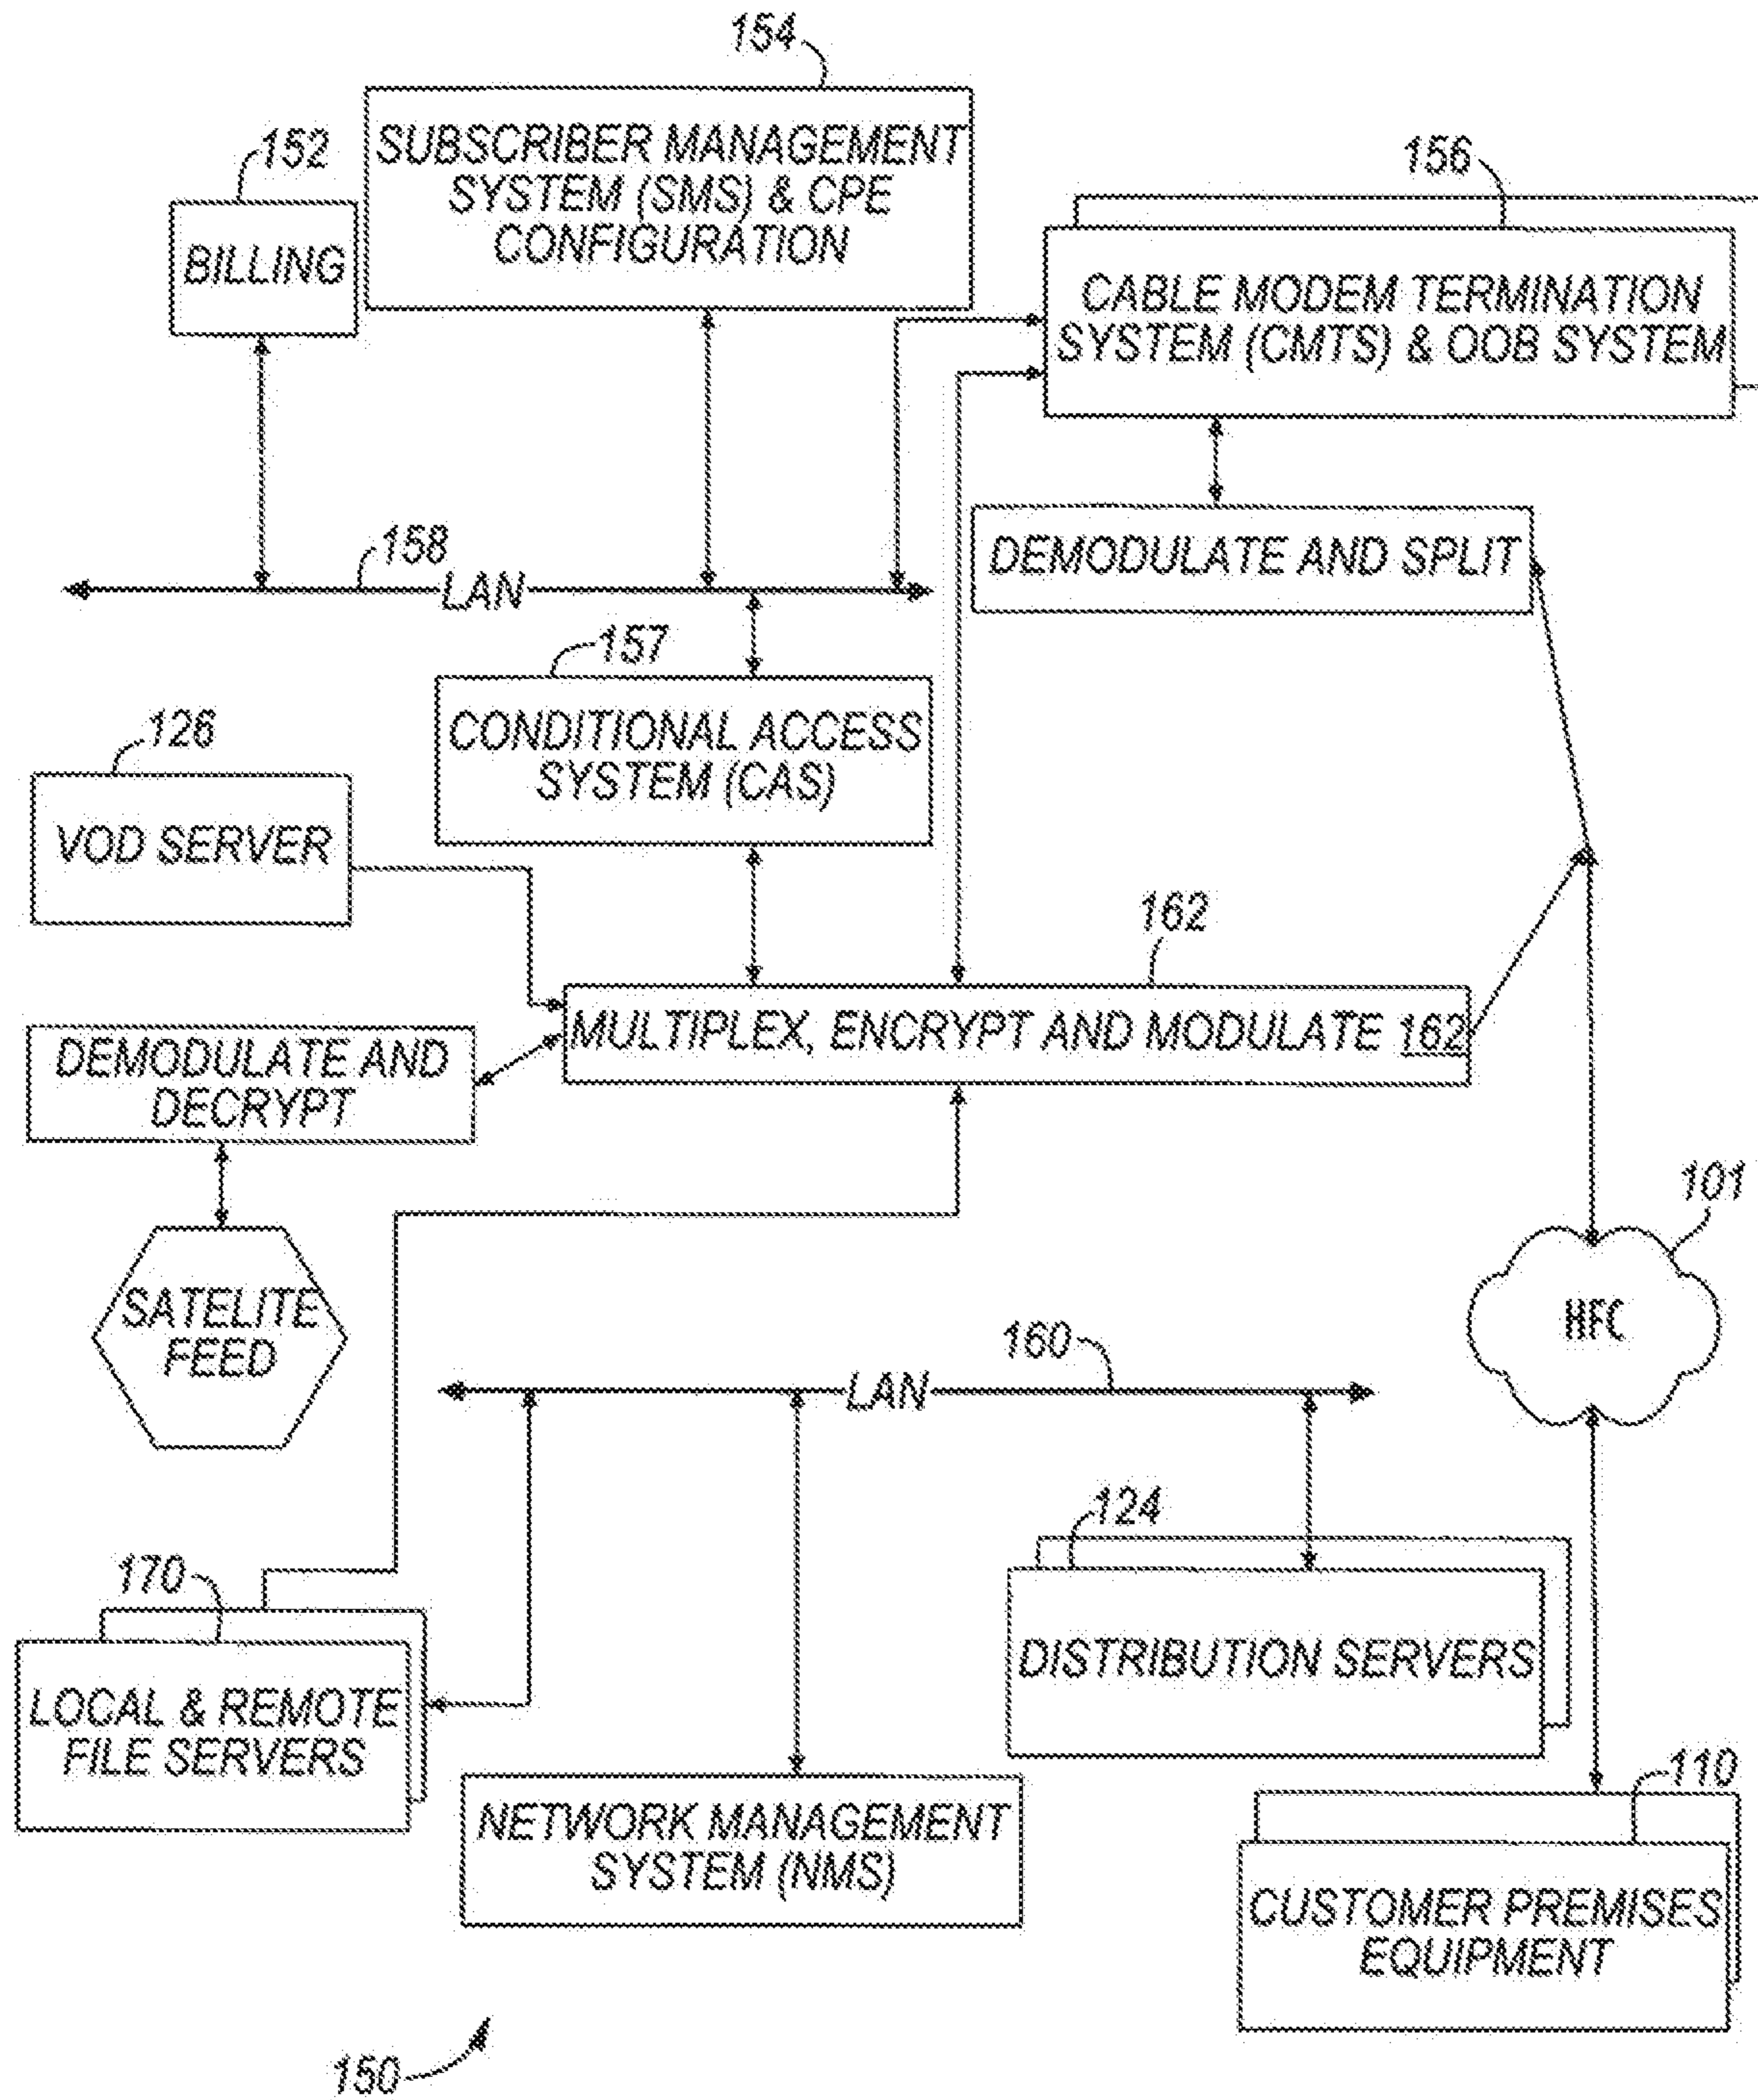 154
SUBSCRIBER MANAGEMENT
SYSTEM (SMS) & CPE
CONFIGURATION
152
BILLING
156
CABLE MODEM TERMINATION
SYSTEM (CMTS) & OOB SYSTEM
DEMODULATE AND SPLIT
158
LAN
157
CONDITIONAL ACCESS
SYSTEM (CAS)
126
VOD SERVER
162
MULTIPLEX, ENCRYPT AND MODULATE 162
DEMODULATE AND
DECRYPT
SATELITE
FEED
101
HFC
160
LAN
124
DISTRIBUTION SERVERS
170
LOCAL & REMOTE
FILE SERVERS
NETWORK MANAGEMENT
SYSTEM (NMS)
110
CUSTOMER PREMISES
EQUIPMENT
150